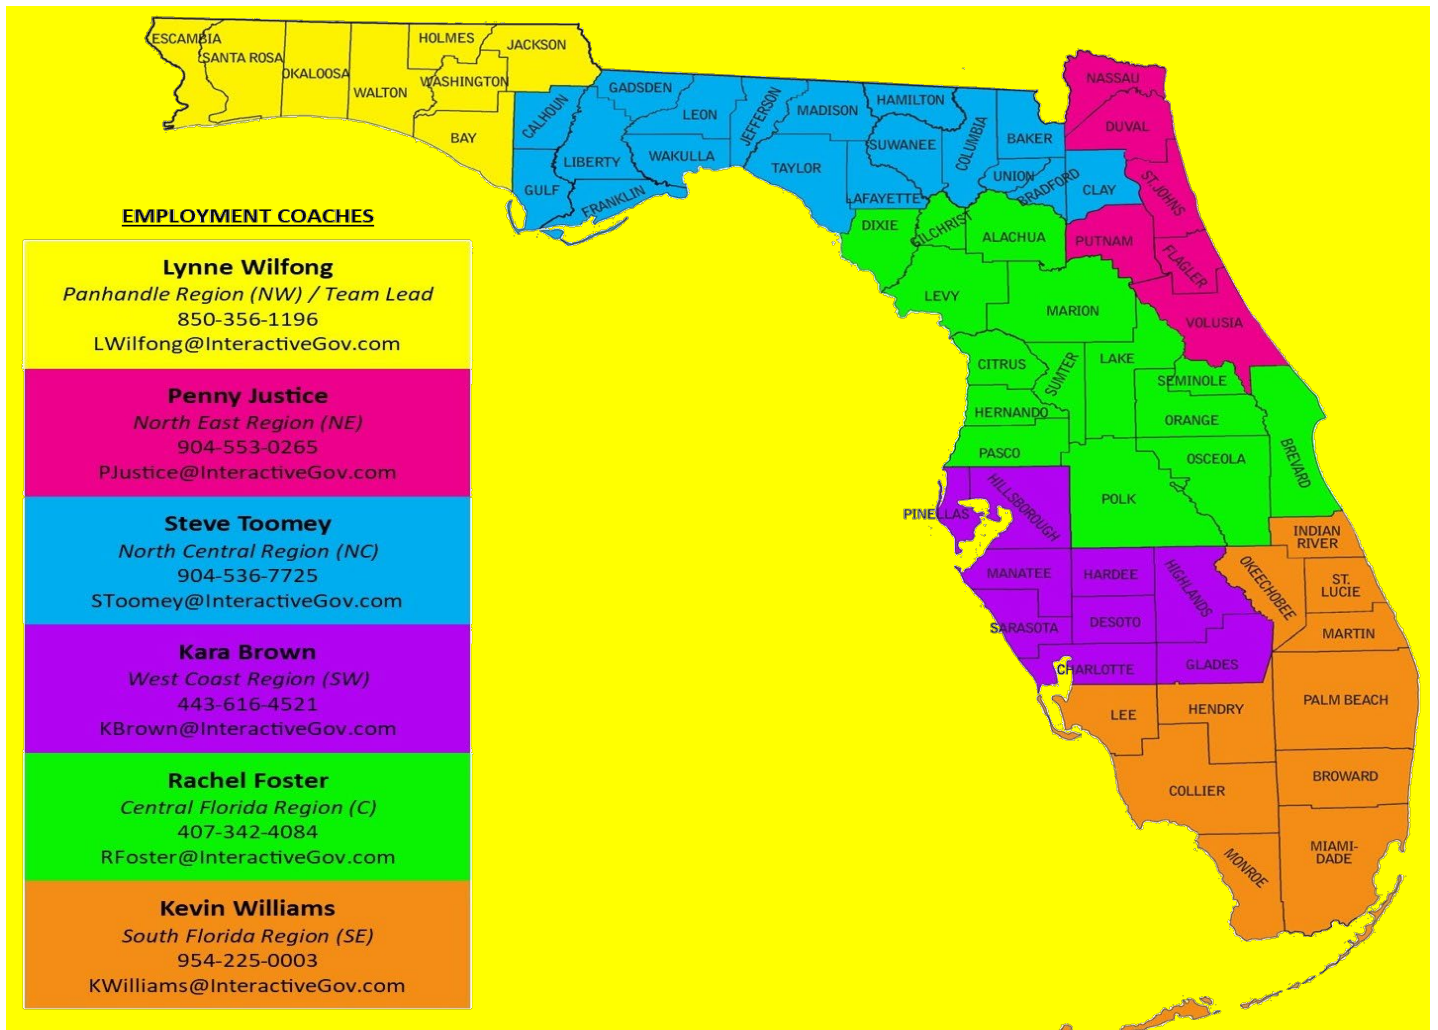 ESCAMBIA
SANTA ROSA
OKALOOSA
WALTON
HOLMES
WASHINGTON
JACKSON
BAY
CALHOUN
GULF
GADSDEN
LIBERTY
FRANKLIN
LEON
WAKULLA
JEFFERSON
MADISON
TAYLOR
HAMILTON
SUWANEE
LAFAYETTE
COLUMBIA
BAKER
UNION
BRADFORD
CLAY
NASSAU
DUVAL
ST. JOHNS
PUTNAM
FLAGLER
VOLUSIA
DIXIE
GILCHRIST
ALACHUA
LEVY
MARION
CITRUS
SUMTER
LAKE
HERNANDO
PASCO
SEMINOLE
ORANGE
OSCEOLA
BREVARD
POLK
PINELLAS
HILLSBOROUGH
MANATEE
HARDEE
HIGHLANDS
SARASOTA
DESOTO
CHARLOTTE
GLADES
INDIAN
RIVER
OKEECHOBEE
ST.
LUCIE
MARTIN
PALM BEACH
LEE
HENDRY
COLLIER
BROWARD
MIAMI-
DADE
MONROE
EMPLOYMENT COACHES
Lynne Wilfong
Panhandle Region (NW) / Team Lead
850-356-1196
LWilfong@InteractiveGov.com
Penny Justice
North East Region (NE)
904-553-0265
PJustice@InteractiveGov.com
Steve Toomey
North Central Region (NC)
904-536-7725
SToomey@InteractiveGov.com
Kara Brown
West Coast Region (SW)
443-616-4521
KBrown@InteractiveGov.com
Rachel Foster
Central Florida Region (C)
407-342-4084
RFoster@InteractiveGov.com
Kevin Williams
South Florida Region (SE)
954-225-0003
KWilliams@InteractiveGov.com